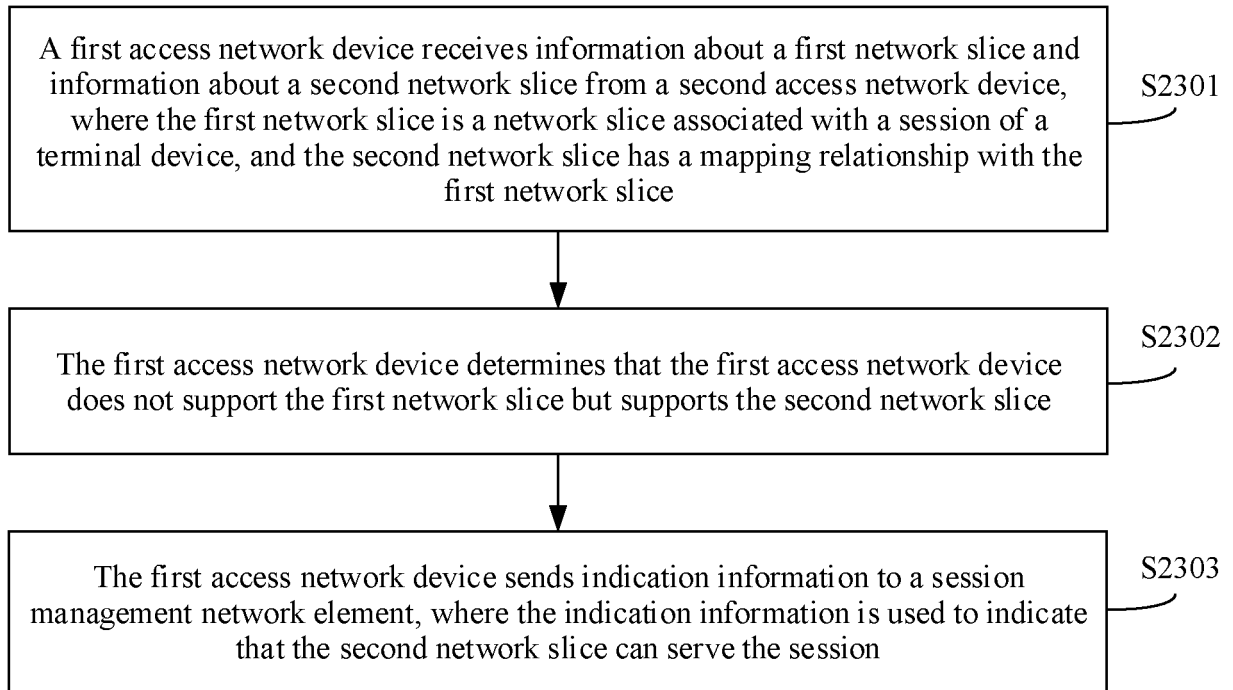 A first access network device receives information about a first network slice and
information about a second network slice from a second access network device,
where the first network slice is a network slice associated with a session of a
terminal device, and the second network slice has a mapping relationship with the
first network slice
S2301
The first access network device determines that the first access network device
does not support the first network slice but supports the second network slice
S2302
The first access network device sends indication information to a session
management network element, where the indication information is used to indicate
that the second network slice can serve the session
S2303